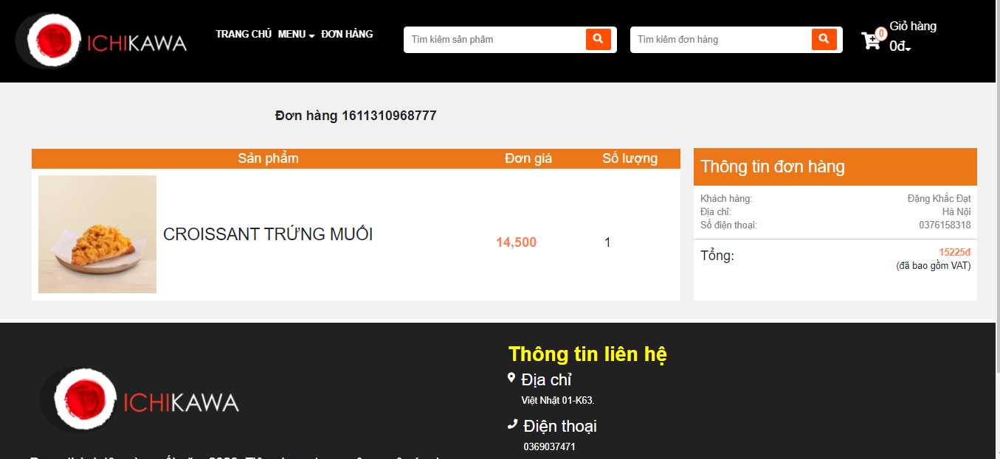 ICHIKAWA
TRANG CHỦ MENU ĐƠN HÀNG
Tìm kiếm sản phẩm
Tìm kiếm đơn hàng
0
Giỏ hàng
0đ
Đơn hàng 1611310968777
Sản phẩm Đơn giá Số lượng
CROISSANT TRỨNG MUỐI
14,500 1
Thông tin đơn hàng
Khách hàng: Đặng Khắc Đạt
Địa chỉ: Hà Nội
Số điện thoại: 0376158318
Tổng: 15225đ
(đã bao gồm VAT)
ICHIKAWA
Thông tin liên hệ
Địa chỉ
Việt Nhật 01-K63.
Điện thoại
0369037471